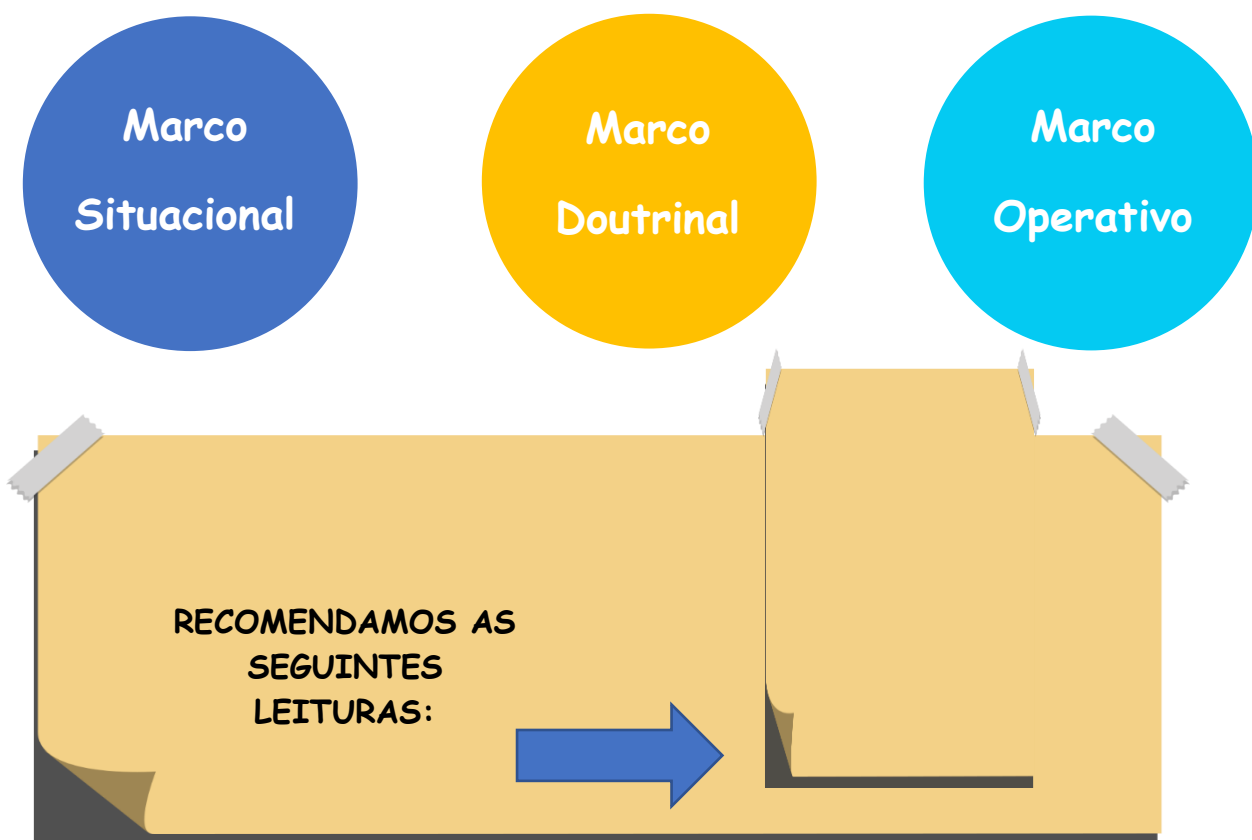 Marco
Situacional
Marco
Doutrinal
Marco
Operativo
RECOMENDAMOS AS
SEGUINTES
LEITURAS: